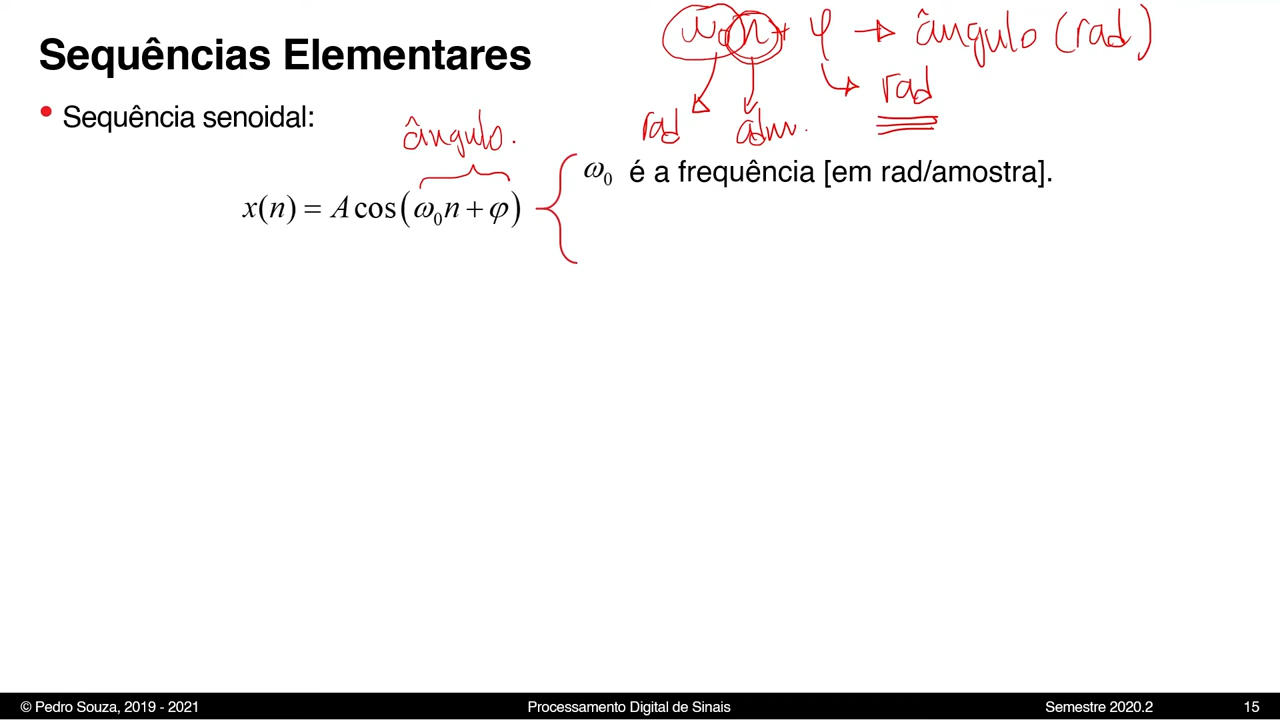 Sequências Elementares
ω₀n + φ → ângulo (rad)
rad adm. rad
• Sequência senoidal:
ângulo.
x(n) = A cos(ω₀n + φ)
ω₀ é a frequência [em rad/amostra].
© Pedro Souza, 2019 - 2021 Processamento Digital de Sinais Semestre 2020.2 15